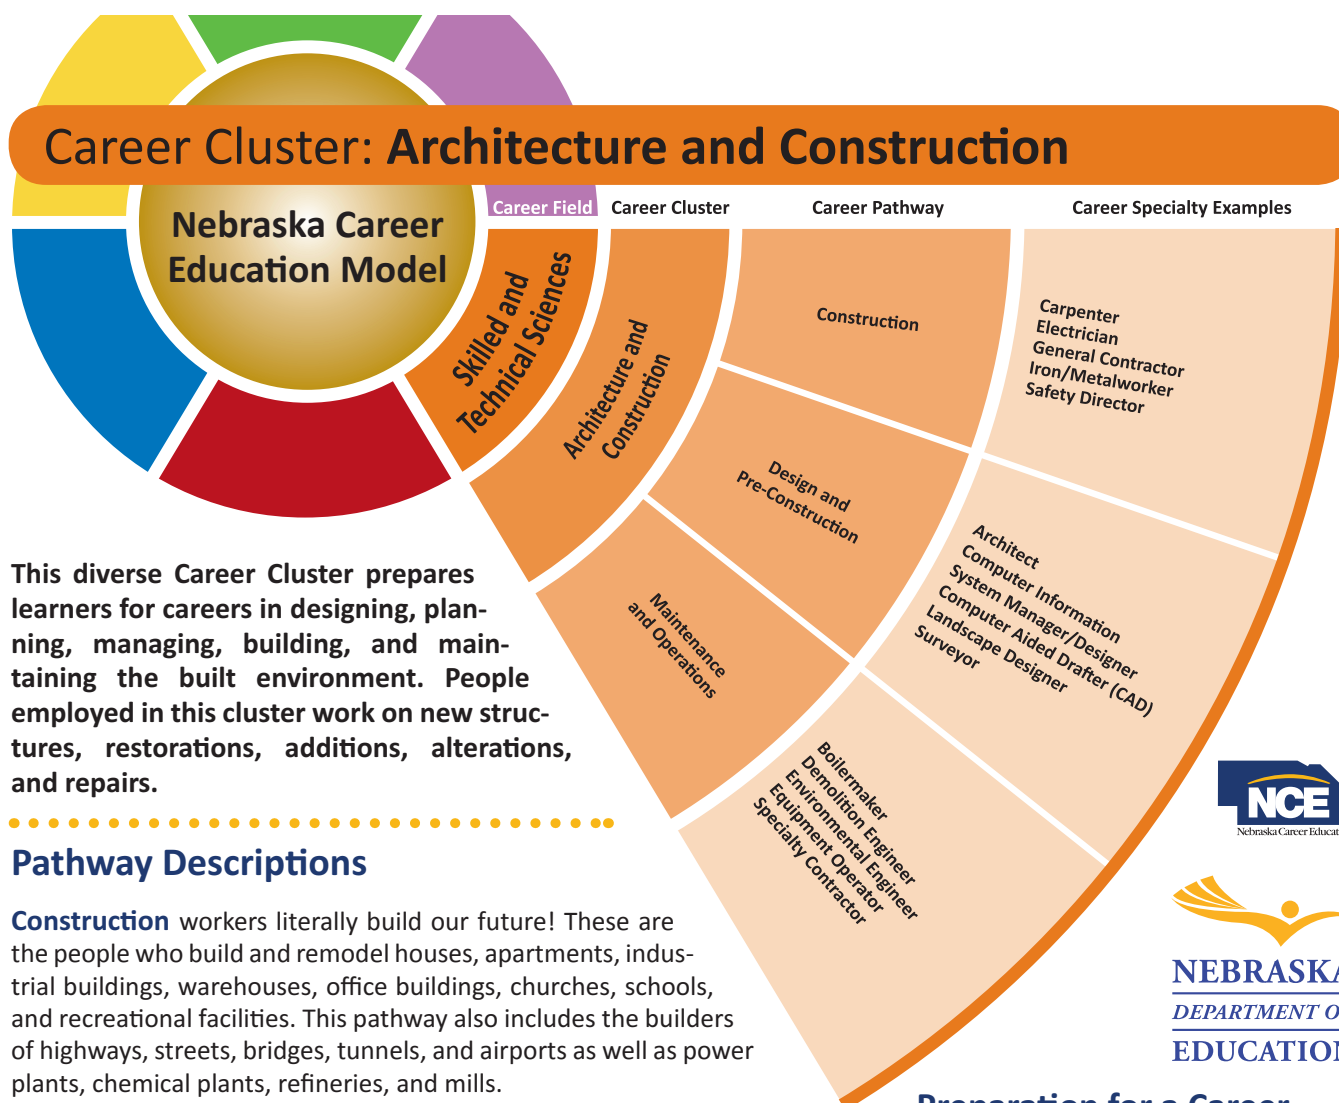 Career Cluster: Architecture and Construction
Nebraska Career
Education Model
Career Field
Career Cluster
Career Pathway
Career Specialty Examples
Skilled and
Technical Sciences
Architecture and
Construction
Construction
Carpenter
Electrician
General Contractor
Iron/Metalworker
Safety Director
Design and
Pre-Construction
Architect
Computer Information
System Manager/Designer
Computer Aided Drafter (CAD)
Landscape Designer
Surveyor
Maintenance
and Operations
Boilermaker
Demolition Engineer
Environmental Engineer
Equipment Operator
Specialty Contractor
This diverse Career Cluster prepares
learners for careers in designing, plan-
ning, managing, building, and main-
taining the built environment. People
employed in this cluster work on new struc-
tures, restorations, additions, alterations,
and repairs.
Pathway Descriptions
Construction workers literally build our future! These are
the people who build and remodel houses, apartments, indus-
trial buildings, warehouses, office buildings, churches, schools,
and recreational facilities. This pathway also includes the builders
of highways, streets, bridges, tunnels, and airports as well as power
plants, chemical plants, refineries, and mills.
NCE
Nebraska Career Educat
NEBRASKA
DEPARTMENT O
EDUCATION
Preparation for a Career